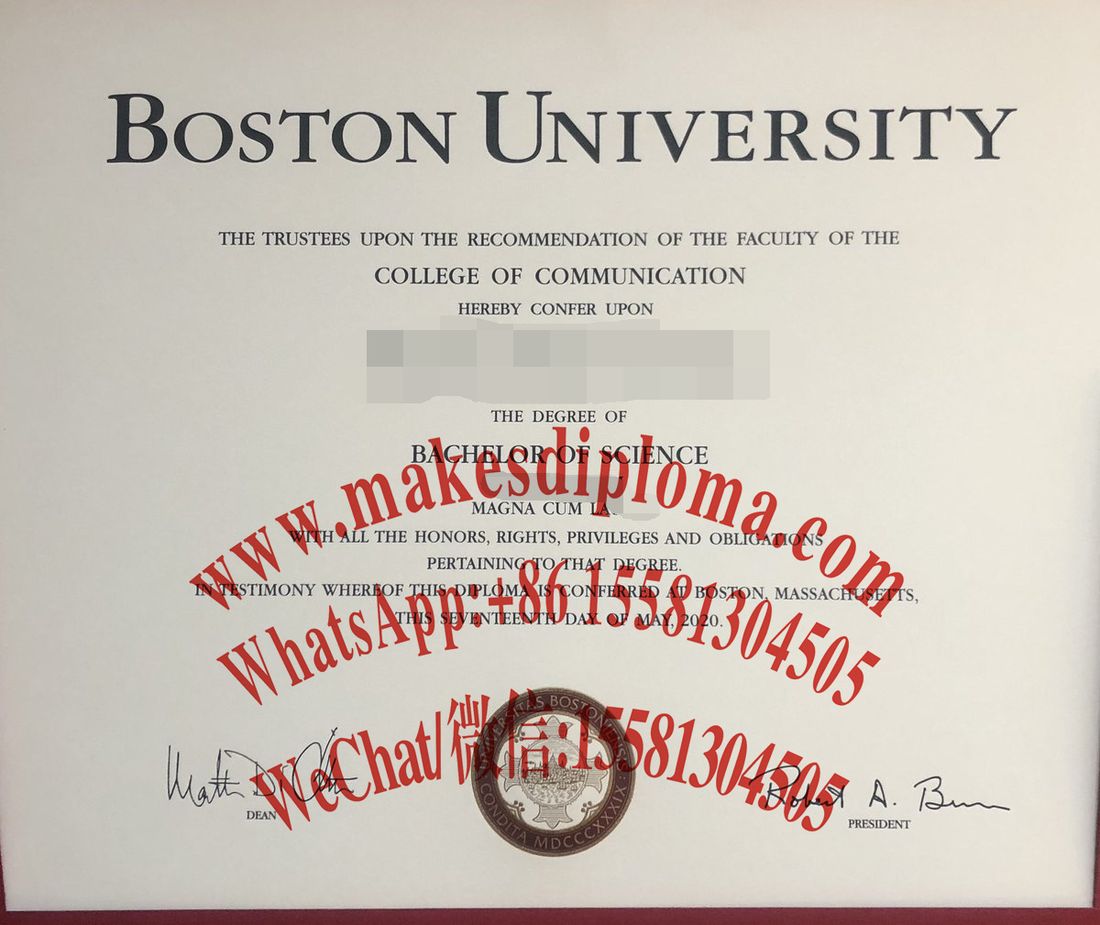 BOSTON UNIVERSITY
THE TRUSTEES UPON THE RECOMMENDATION OF THE FACULTY OF THE
COLLEGE OF COMMUNICATION
HEREBY CONFER UPON
THE DEGREE OF
BACHELOR OF SCIENCE
www.makesdiploma.com
MAGNA CUM
WITH ALL THE HONORS, RIGHTS, PRIVILEGES AND OBLIGATIONS
PERTAINING TO THAT DEGREE.
IN TESTIMONY WHEREOF THIS DIPLOMA IS CONFERRED AT BOSTON, MASSACHUSETTS,
THIS SEVENTEENTH DAY OF MAY, 2020.
WhatsApp:+86 15581304505
WeChat/微信:15581304505
CONDITA MDCCCXXXIX
Robert A.
DEAN
PRESIDENT